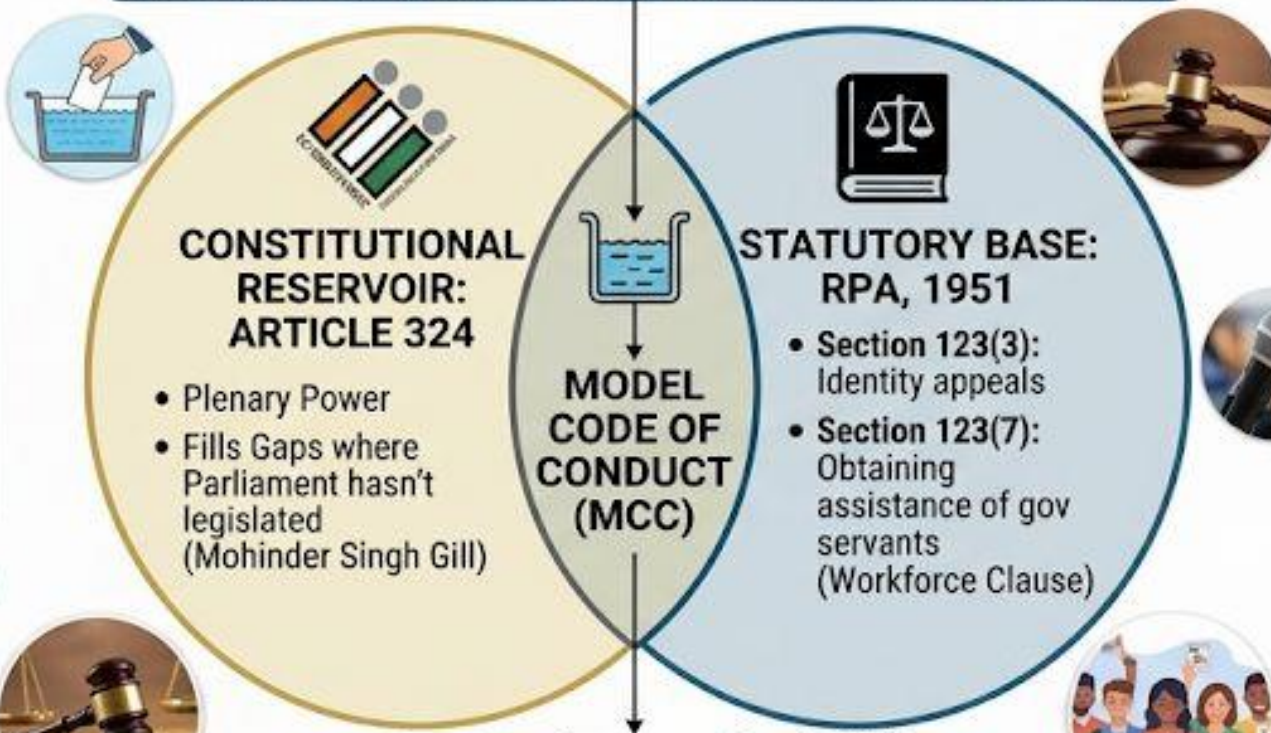 CONSTITUTIONAL
RESERVOIR:
ARTICLE 324
• Plenary Power
• Fills Gaps where
Parliament hasn't
legislated
(Mohinder Singh Gill)
MODEL
CODE OF
CONDUCT
(MCC)
STATUTORY BASE:
RPA, 1951
• Section 123(3):
Identity appeals
• Section 123(7):
Obtaining
assistance of gov
servants
(Workforce Clause)